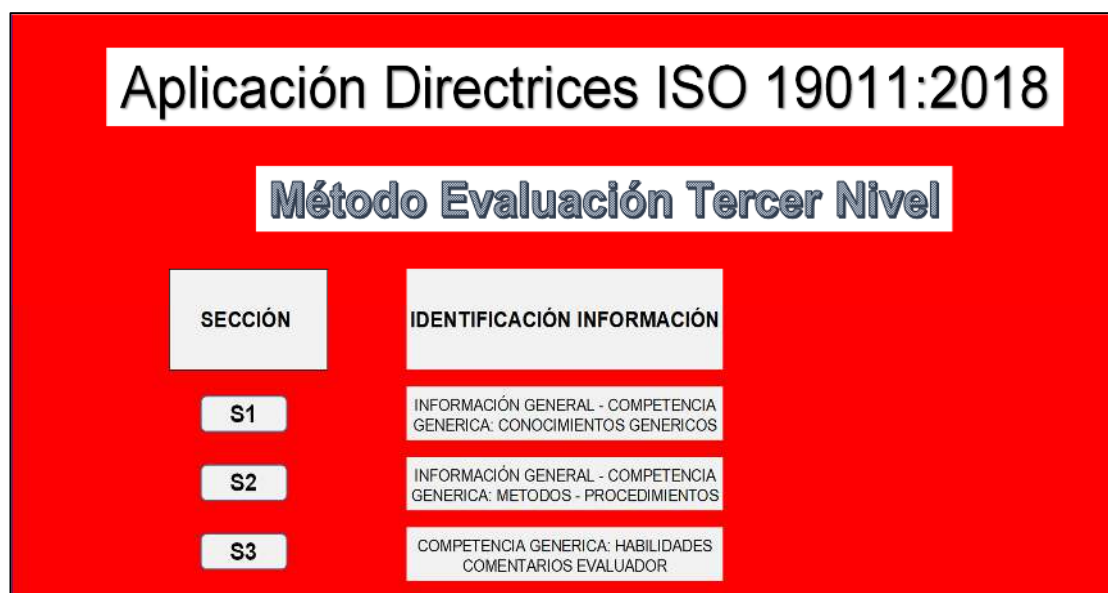 Aplicación Directrices ISO 19011:2018
Método Evaluación Tercer Nivel
SECCIÓN
IDENTIFICACIÓN INFORMACIÓN
S1
INFORMACIÓN GENERAL - COMPETENCIA
GENERICA: CONOCIMIENTOS GENERICOS
S2
INFORMACIÓN GENERAL - COMPETENCIA
GENERICA: METODOS - PROCEDIMIENTOS
S3
COMPETENCIA GENERICA: HABILIDADES
COMENTARIOS EVALUADOR